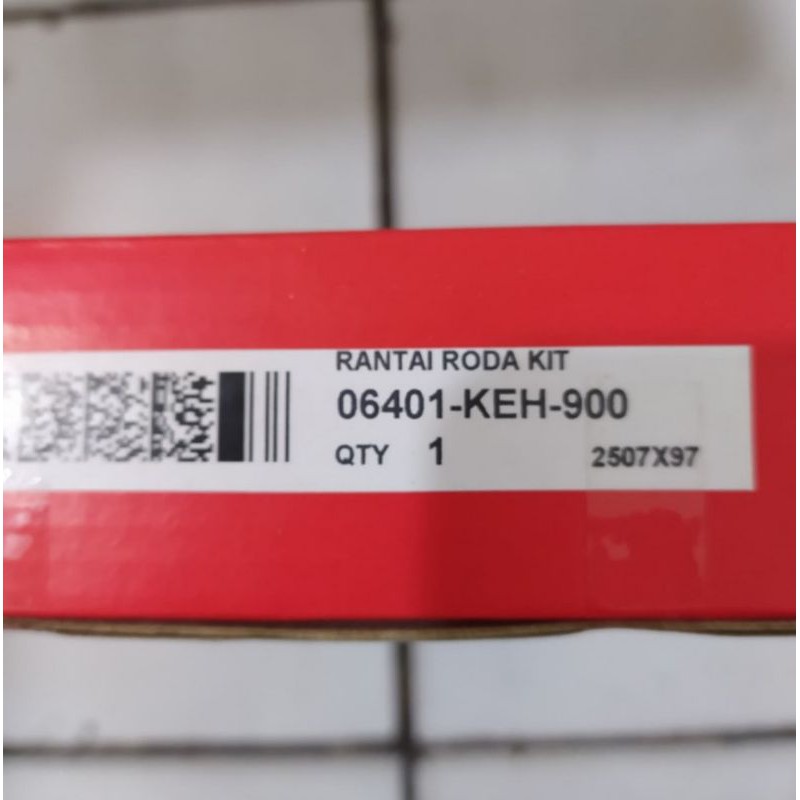 RANTAI RODA KIT
06401-KEH-900
QTY 1 2507X97